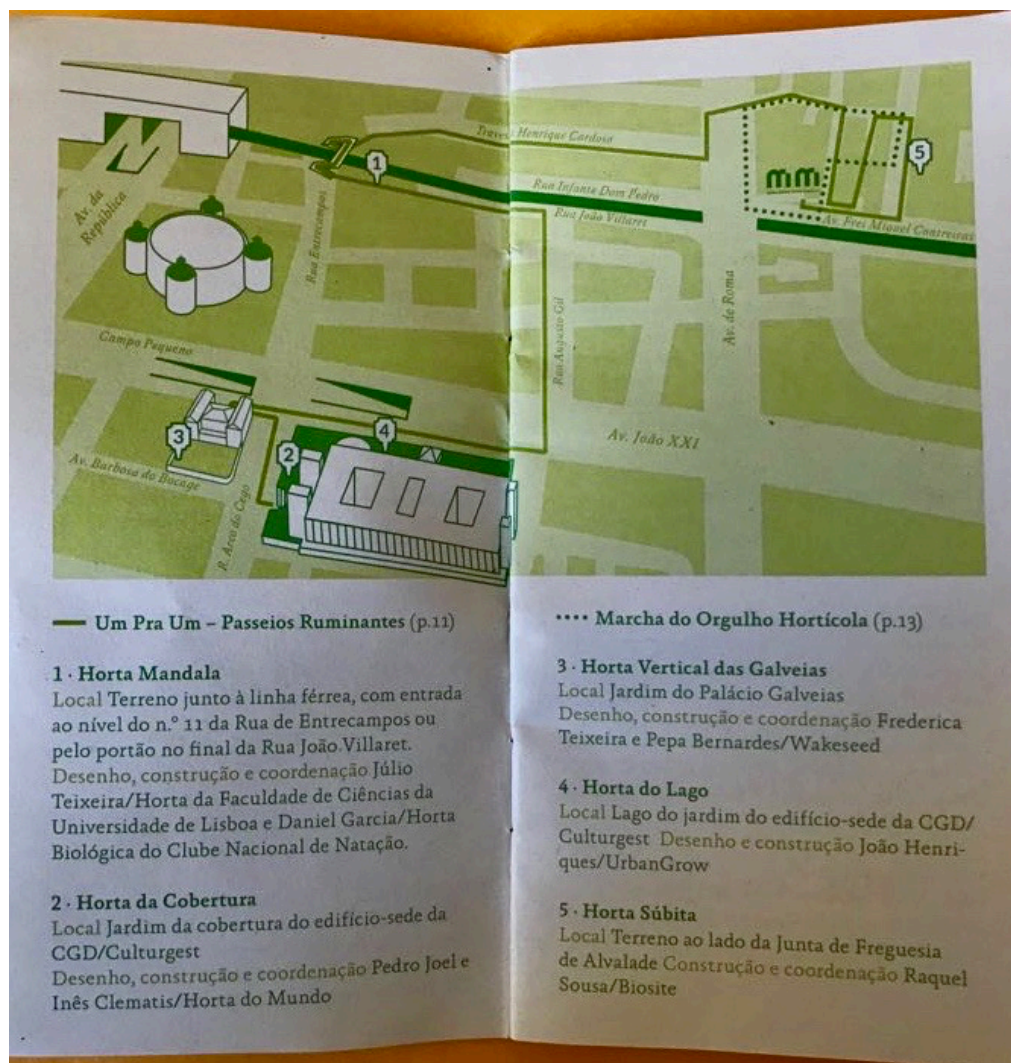 Travessa Henrique Cardoso
1
5
mm
Rua Infante Dom Pedro
Rua João Villaret
Av. Frei Miguel Contreiras
Av. da
República
Rua Entrecampos
Rua Augusto Gil
Av. de Roma
Campo Pequeno
Av. João XXI
4
3
2
Av. Barbosa do Bocage
R. Arco do Cego
Um Pra Um – Passeios Ruminantes (p.11)
1 · Horta Mandala
Local Terreno junto à linha férrea, com entrada
ao nível do n.º 11 da Rua de Entrecampos ou
pelo portão no final da Rua João Villaret.
Desenho, construção e coordenação Júlio
Teixeira/Horta da Faculdade de Ciências da
Universidade de Lisboa e Daniel Garcia/Horta
Biológica do Clube Nacional de Natação.
2 · Horta da Cobertura
Local Jardim da cobertura do edifício-sede da
CGD/Culturgest
Desenho, construção e coordenação Pedro Joel e
Inês Clematis/Horta do Mundo
Marcha do Orgulho Hortícola (p.13)
3 · Horta Vertical das Galveias
Local Jardim do Palácio Galveias
Desenho, construção e coordenação Frederica
Teixeira e Pepa Bernardes/Wakeseed
4 · Horta do Lago
Local Lago do jardim do edifício-sede da CGD/
Culturgest Desenho e construção João Henri-
ques/UrbanGrow
5 · Horta Súbita
Local Terreno ao lado da Junta de Freguesia
de Alvalade Construção e coordenação Raquel
Sousa/Biosite